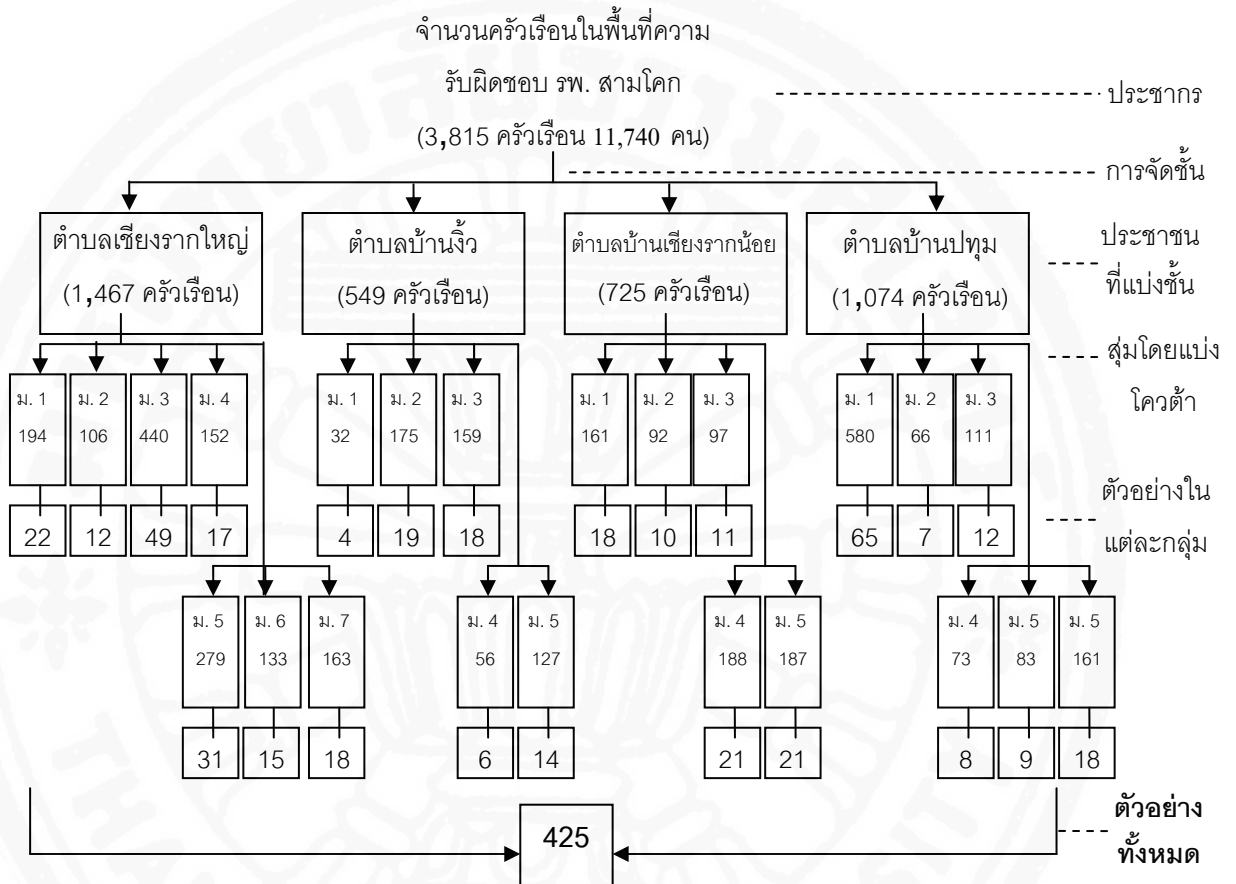 จำนวนครัวเรือนในพื้นที่ความ
รับผิดชอบ รพ. สามโคก
(3,815 ครัวเรือน 11,740 คน)
ประชากร
การจัดชั้น
ตำบลเชียงรากใหญ่
(1,467 ครัวเรือน)
ตำบลบ้านงิ้ว
(549 ครัวเรือน)
ตำบลบ้านเชียงรากน้อย
(725 ครัวเรือน)
ตำบลบ้านปทุม
(1,074 ครัวเรือน)
ประชาชน
ที่แบ่งชั้น
สุ่มโดยแบ่ง
โควต้า
ม. 1 ม. 2 ม. 3 ม. 4 ม. 1 ม. 2 ม. 3 ม. 1 ม. 2 ม. 3 ม. 1 ม. 2 ม. 3
194 106 440 152 32 175 159 161 92 97 580 66 111
ตัวอย่างใน
แต่ละกลุ่ม
22 12 49 17 4 19 18 18 10 11 65 7 12
ม. 5 ม. 6 ม. 7 ม. 4 ม. 5 ม. 4 ม. 5 ม. 4 ม. 5 ม. 5
279 133 163 56 127 188 187 73 83 161
31 15 18 6 14 21 21 8 9 18
425
ตัวอย่าง
ทั้งหมด